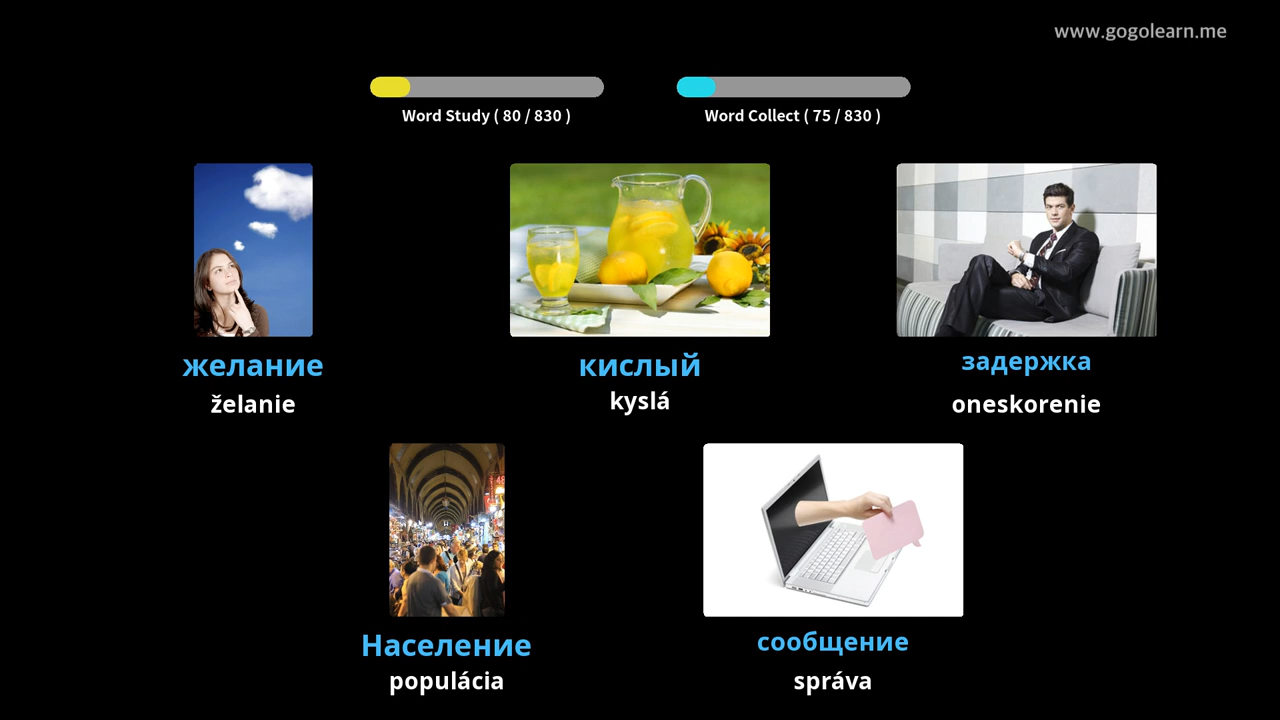 www.gogolearn.me
Word Study ( 80 / 830 )
Word Collect ( 75 / 830 )
желание
želanie
кислый
kyslá
задержка
oneskorenie
Население
populácia
сообщение
správa